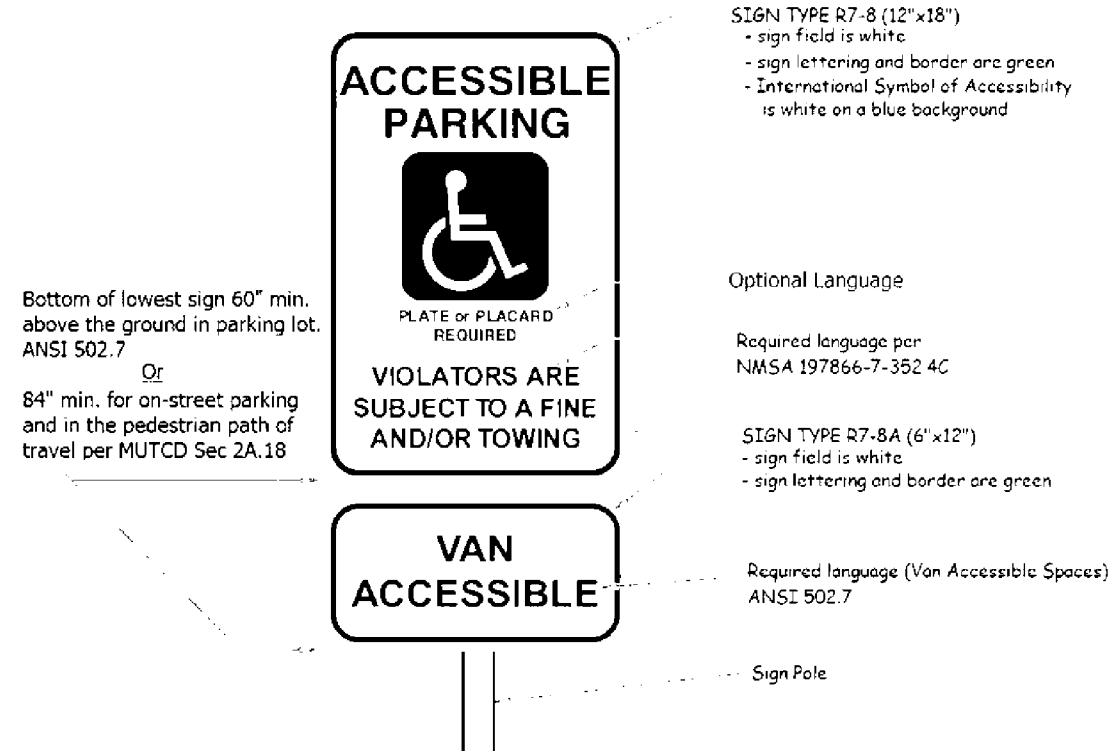 SIGN TYPE R7-8 (12"x18")
- sign field is white
- sign lettering and border are green
- International Symbol of Accessibility
is white on a blue background
ACCESSIBLE
PARKING
PLATE or PLACARD
REQUIRED
VIOLATORS ARE
SUBJECT TO A FINE
AND/OR TOWING
VAN
ACCESSIBLE
Bottom of lowest sign 60" min.
above the ground in parking lot.
ANSI 502.7
Or
84" min. for on-street parking
and in the pedestrian path of
travel per MUTCD Sec 2A.18
Optional Language
Required language per
NMSA 197866-7-352 4C
SIGN TYPE R7-8A (6"x12")
- sign field is white
- sign lettering and border are green
Required language (Van Accessible Spaces)
ANSI 502.7
Sign Pole